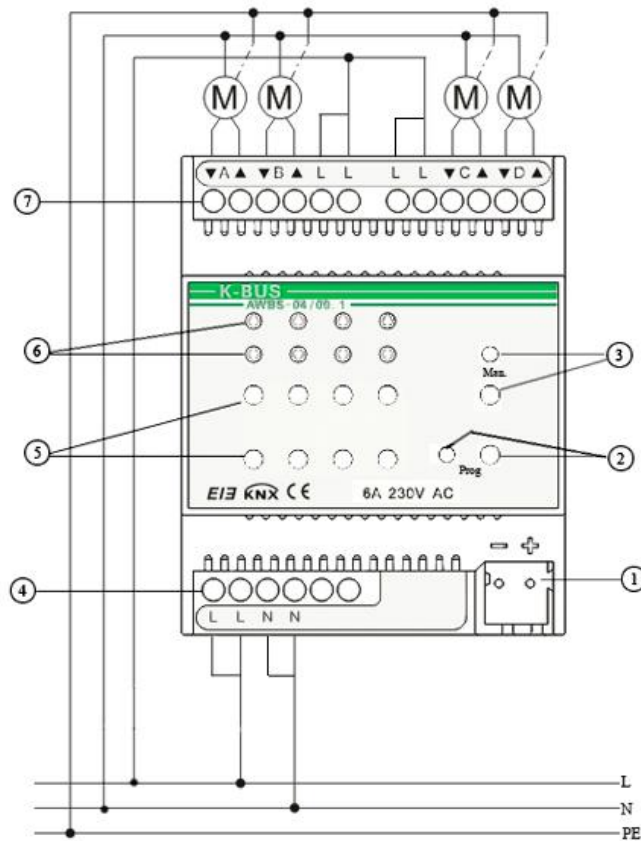 M M M M
▼A▲ ▼B▲ L L L L ▼C▲ ▼D▲
7
K-BUS
AWBS-04/00.1
6
3
Man.
5
2
Prog
EIB KNX CE 6A 230V AC
− +
1
4
L L N N
L
N
PE